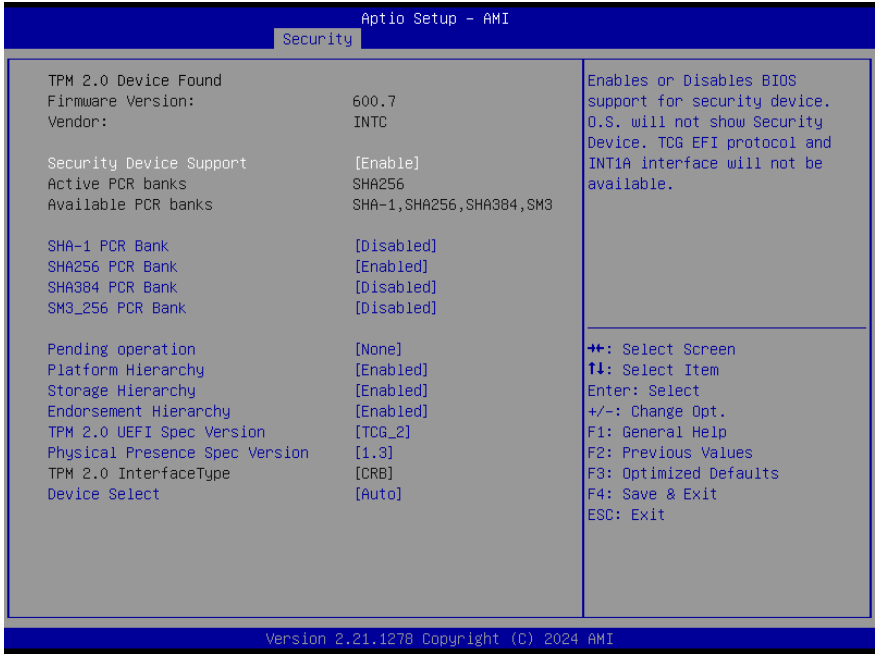 Aptio Setup – AMI
Security
TPM 2.0 Device Found
Firmware Version: 600.7
Vendor: INTC
Security Device Support [Enable]
Active PCR banks SHA256
Available PCR banks SHA-1,SHA256,SHA384,SM3
SHA-1 PCR Bank [Disabled]
SHA256 PCR Bank [Enabled]
SHA384 PCR Bank [Disabled]
SM3_256 PCR Bank [Disabled]
Pending operation [None]
Platform Hierarchy [Enabled]
Storage Hierarchy [Enabled]
Endorsement Hierarchy [Enabled]
TPM 2.0 UEFI Spec Version [TCG_2]
Physical Presence Spec Version [1.3]
TPM 2.0 InterfaceType [CRB]
Device Select [Auto]
Enables or Disables BIOS
support for security device.
O.S. will not show Security
Device. TCG EFI protocol and
INT1A interface will not be
available.
→←: Select Screen
↑↓: Select Item
Enter: Select
+/-: Change Opt.
F1: General Help
F2: Previous Values
F3: Optimized Defaults
F4: Save & Exit
ESC: Exit
Version 2.21.1278 Copyright (C) 2024 AMI